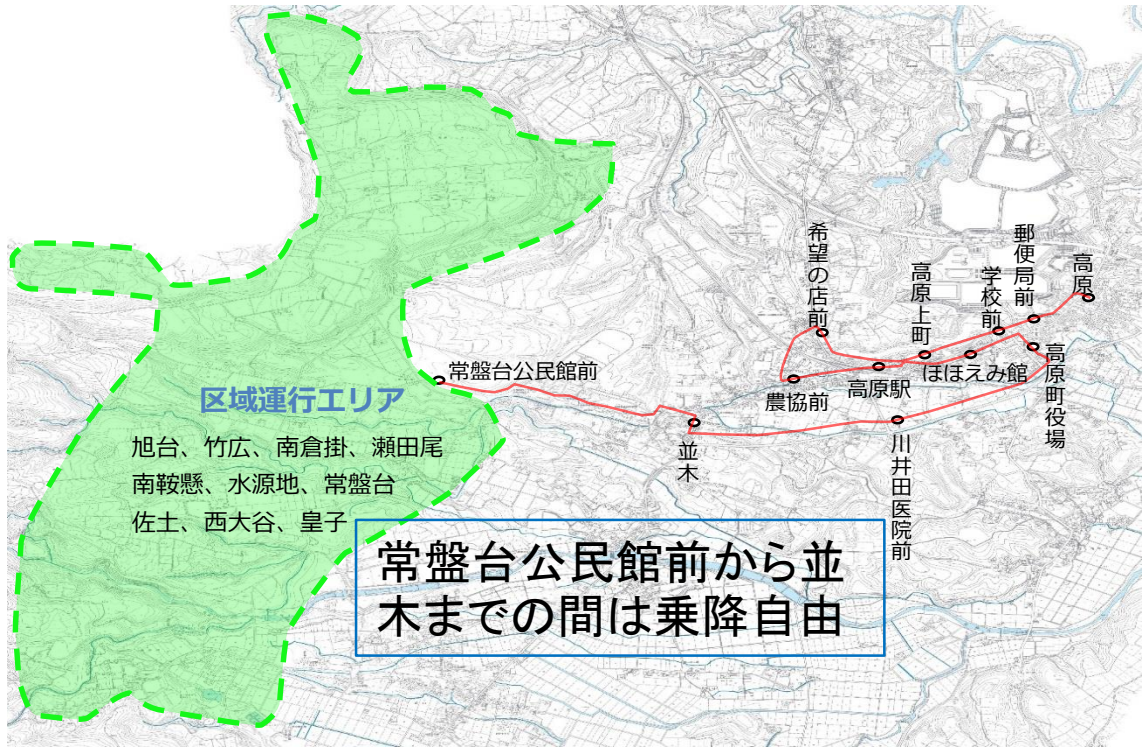 希望の店前
高原上町
学校前
郵便局前
高原
常盤台公民館前
農協前
高原駅
ほほえみ館
高原町役場
並木
川井田医院前
区域運行エリア
旭台、竹広、南倉掛、瀬田尾
南鞍懸、水源地、常盤台
佐土、西大谷、皇子
常盤台公民館前から並
木までの間は乗降自由